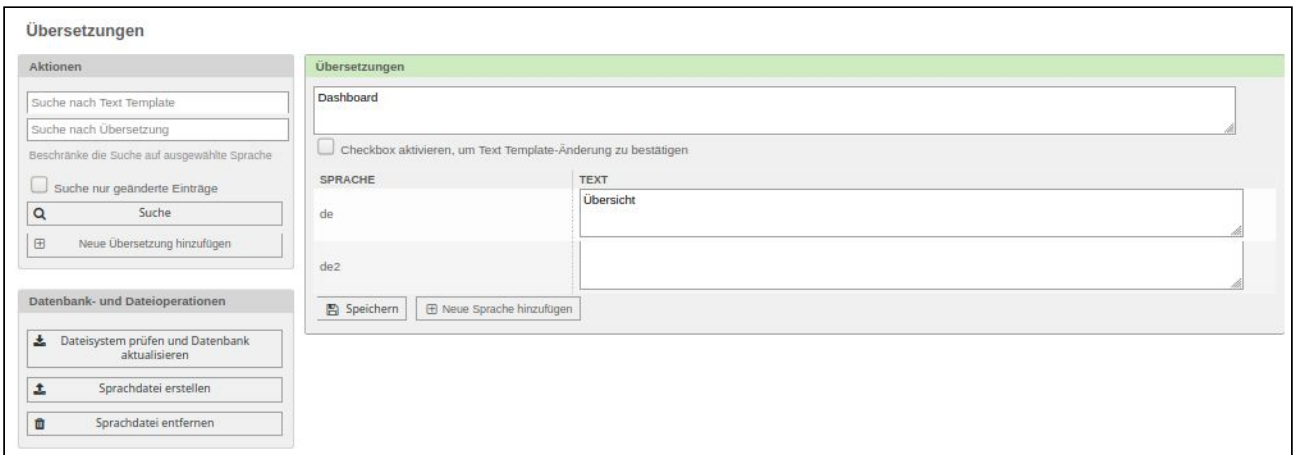 Übersetzungen
Aktionen
Suche nach Text Template
Suche nach Übersetzung
Beschränke die Suche auf ausgewählte Sprache
Suche nur geänderte Einträge
Suche
Neue Übersetzung hinzufügen
Datenbank- und Dateioperationen
Dateisystem prüfen und Datenbank
aktualisieren
Sprachdatei erstellen
Sprachdatei entfernen
Übersetzungen
Dashboard
Checkbox aktivieren, um Text Template-Änderung zu bestätigen
SPRACHE TEXT
de Übersicht
de2
Speichern Neue Sprache hinzufügen